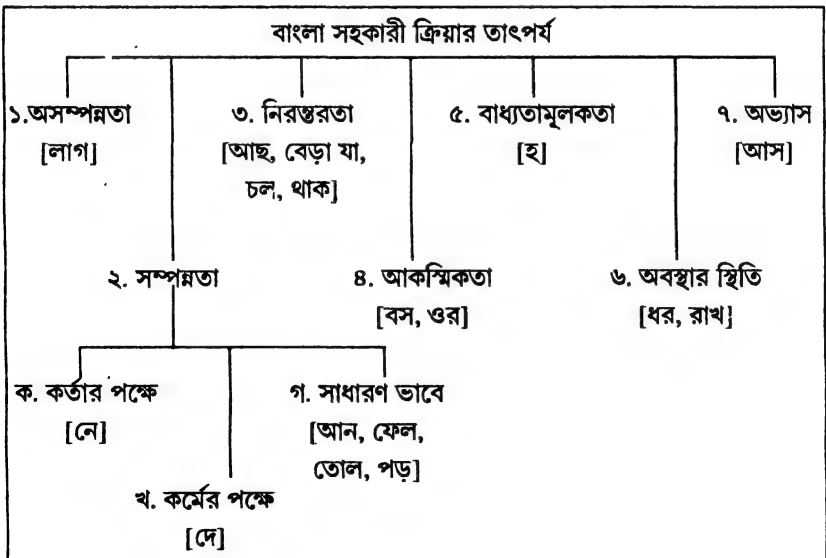 বাংলা সহকারী ক্রিয়ার তাৎপর্য
১.অসম্পন্নতা
[লাগ]
৩. নিরন্তরতা
[আছ, বেড়া যা,
চল, থাক]
৫. বাধ্যতামূলকতা
[হ]
৭. অভ্যাস
[আস]
২. সম্পন্নতা
৪. আকস্মিকতা
[বস, ওর]
৬. অবস্থার স্থিতি
[ধর, রাখ]
ক. কর্তার পক্ষে
[নে]
গ. সাধারণ ভাবে
[আন, ফেল,
তোল, পড়]
খ. কর্মের পক্ষে
[দে]